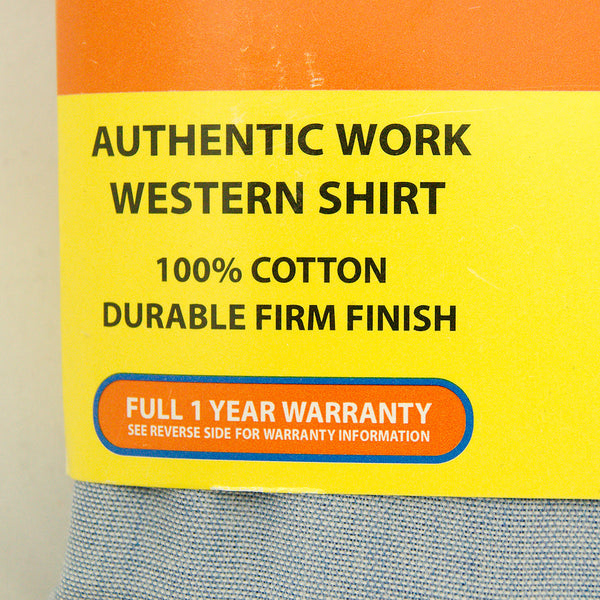 AUTHENTIC WORK
WESTERN SHIRT
100% COTTON
DURABLE FIRM FINISH
FULL 1 YEAR WARRANTY
SEE REVERSE SIDE FOR WARRANTY INFORMATION